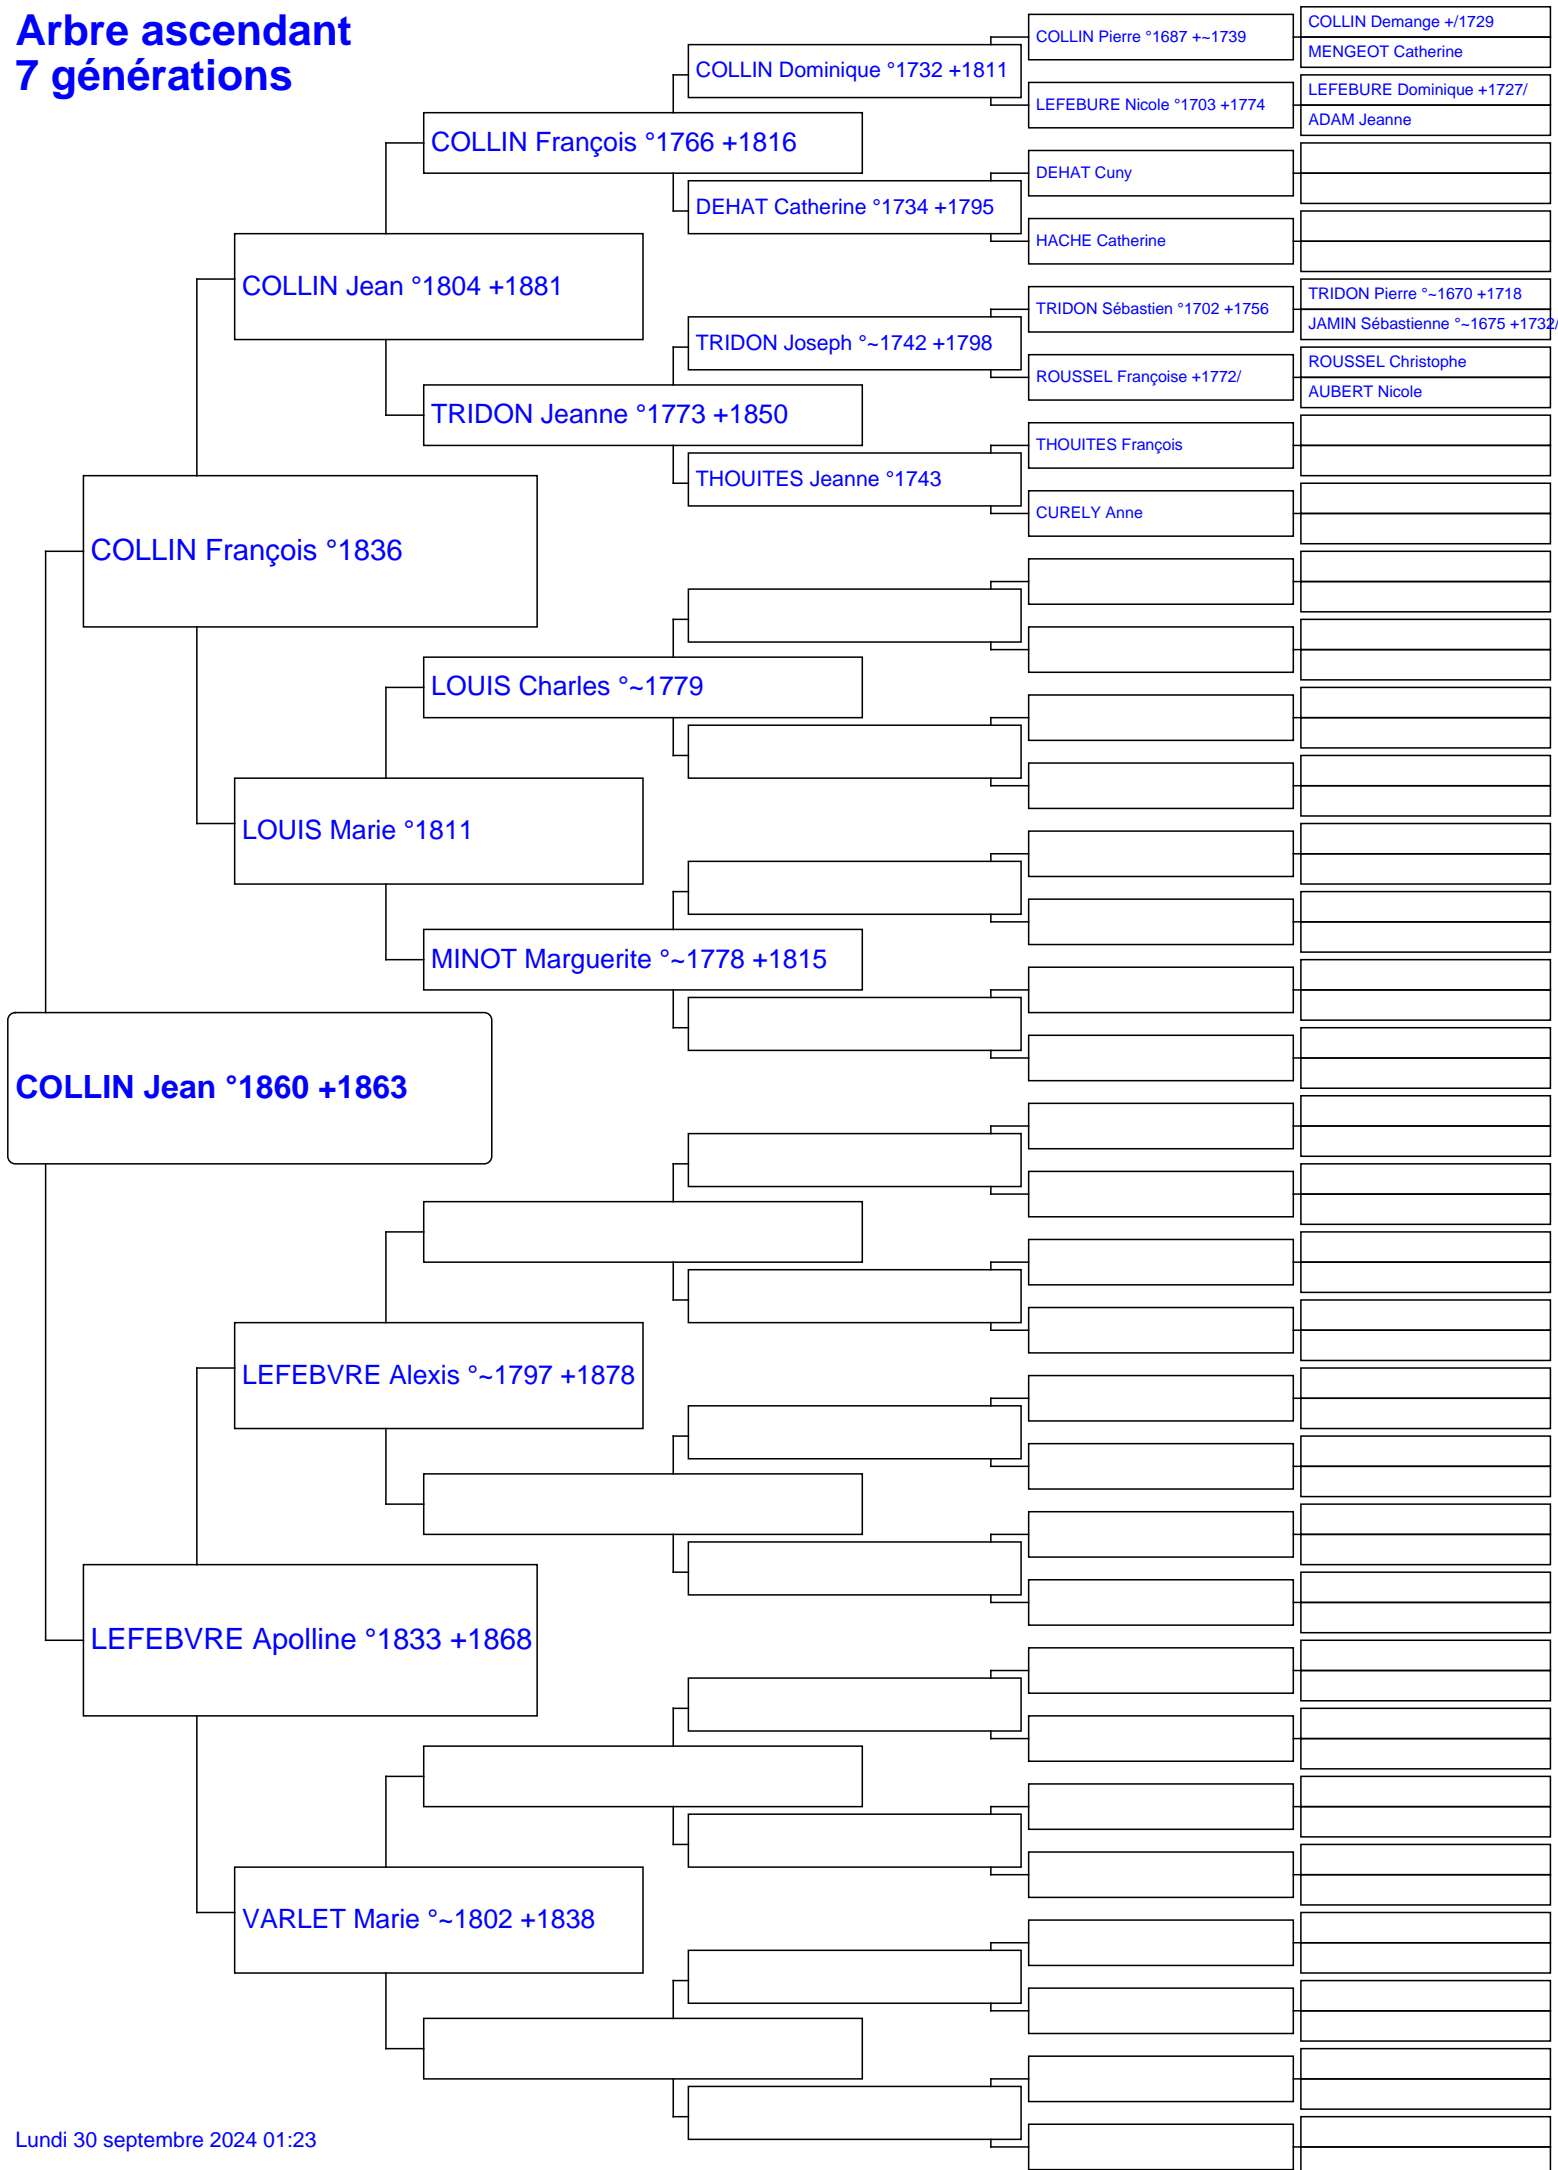 Arbre ascendant
7 générations
COLLIN Jean °1860 +1863
COLLIN François °1836
LEFEBVRE Apolline °1833 +1868
COLLIN Jean °1804 +1881
LOUIS Marie °1811
LEFEBVRE Alexis °~1797 +1878
VARLET Marie °~1802 +1838
COLLIN François °1766 +1816
TRIDON Jeanne °1773 +1850
LOUIS Charles °~1779
MINOT Marguerite °~1778 +1815
COLLIN Dominique °1732 +1811
DEHAT Catherine °1734 +1795
TRIDON Joseph °~1742 +1798
THOUITES Jeanne °1743
COLLIN Pierre °1687 +~1739
LEFEBURE Nicole °1703 +1774
DEHAT Cuny
HACHE Catherine
TRIDON Sébastien °1702 +1756
ROUSSEL Françoise +1772/
THOUITES François
CURELY Anne
COLLIN Demange +/1729
MENGEOT Catherine
LEFEBURE Dominique +1727/
ADAM Jeanne
TRIDON Pierre °~1670 +1718
JAMIN Sébastienne °~1675 +1732/
ROUSSEL Christophe
AUBERT Nicole
Lundi 30 septembre 2024 01:23